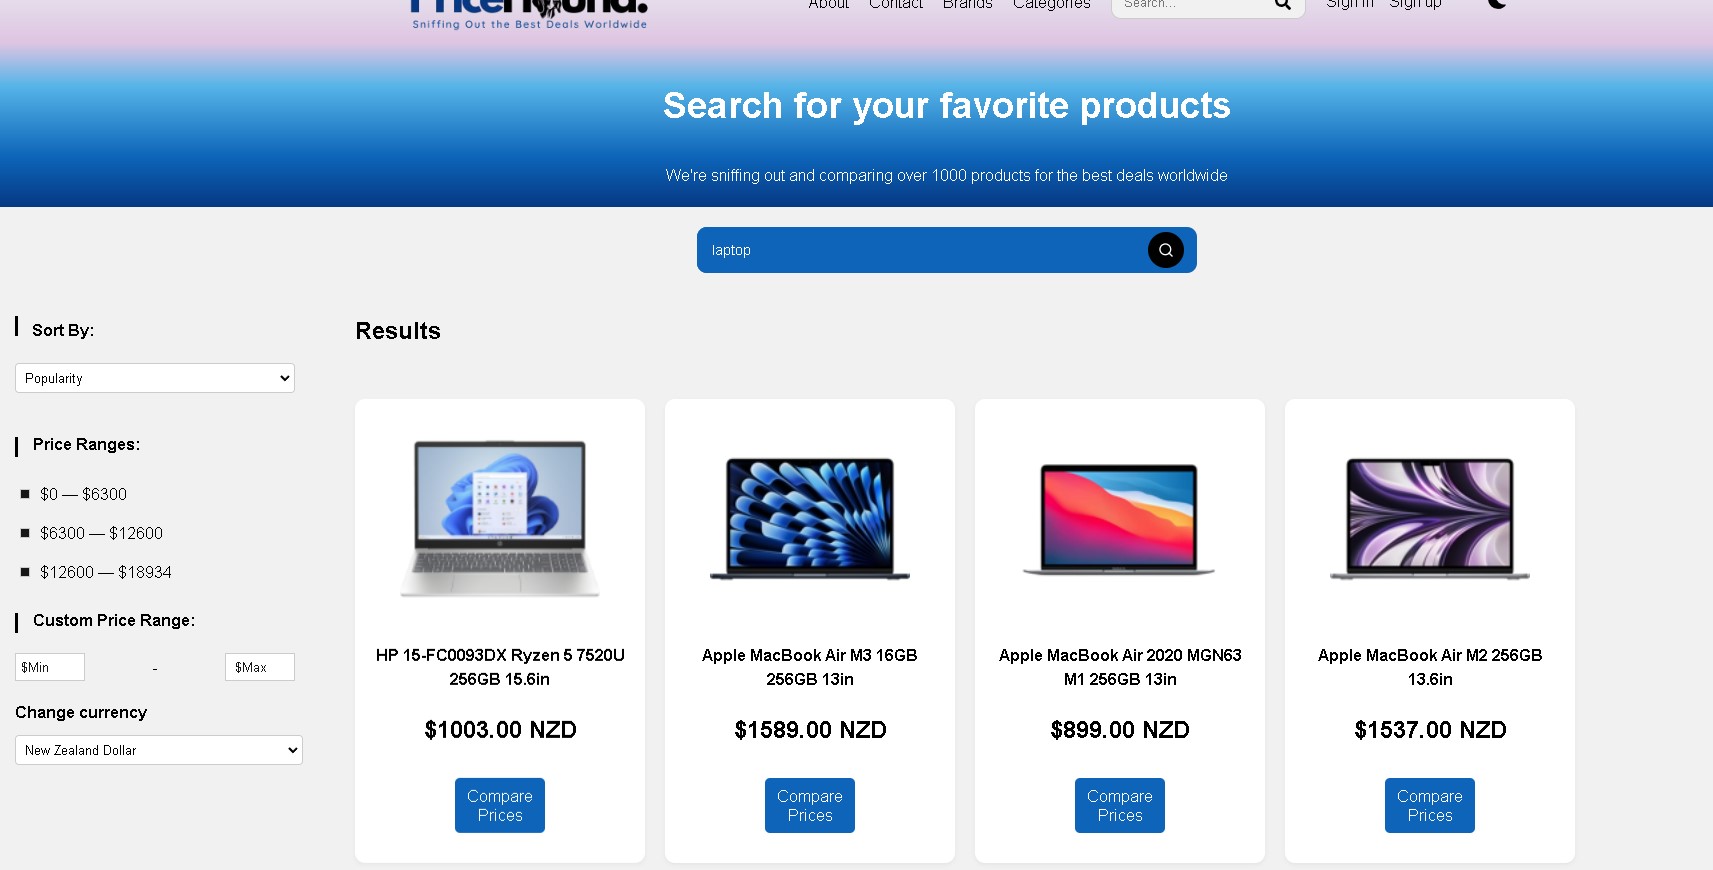 PriceHound.
Sniffing Out the Best Deals Worldwide
About Contact Brands Categories Search... Sign in Sign up
Search for your favorite products
We're sniffing out and comparing over 1000 products for the best deals worldwide
laptop
Sort By:
Popularity
Price Ranges:
$0 — $6300
$6300 — $12600
$12600 — $18934
Custom Price Range:
$Min - $Max
Change currency
New Zealand Dollar
Results
HP 15-FC0093DX Ryzen 5 7520U
256GB 15.6in
$1003.00 NZD
Compare
Prices
Apple MacBook Air M3 16GB
256GB 13in
$1589.00 NZD
Compare
Prices
Apple MacBook Air 2020 MGN63
M1 256GB 13in
$899.00 NZD
Compare
Prices
Apple MacBook Air M2 256GB
13.6in
$1537.00 NZD
Compare
Prices